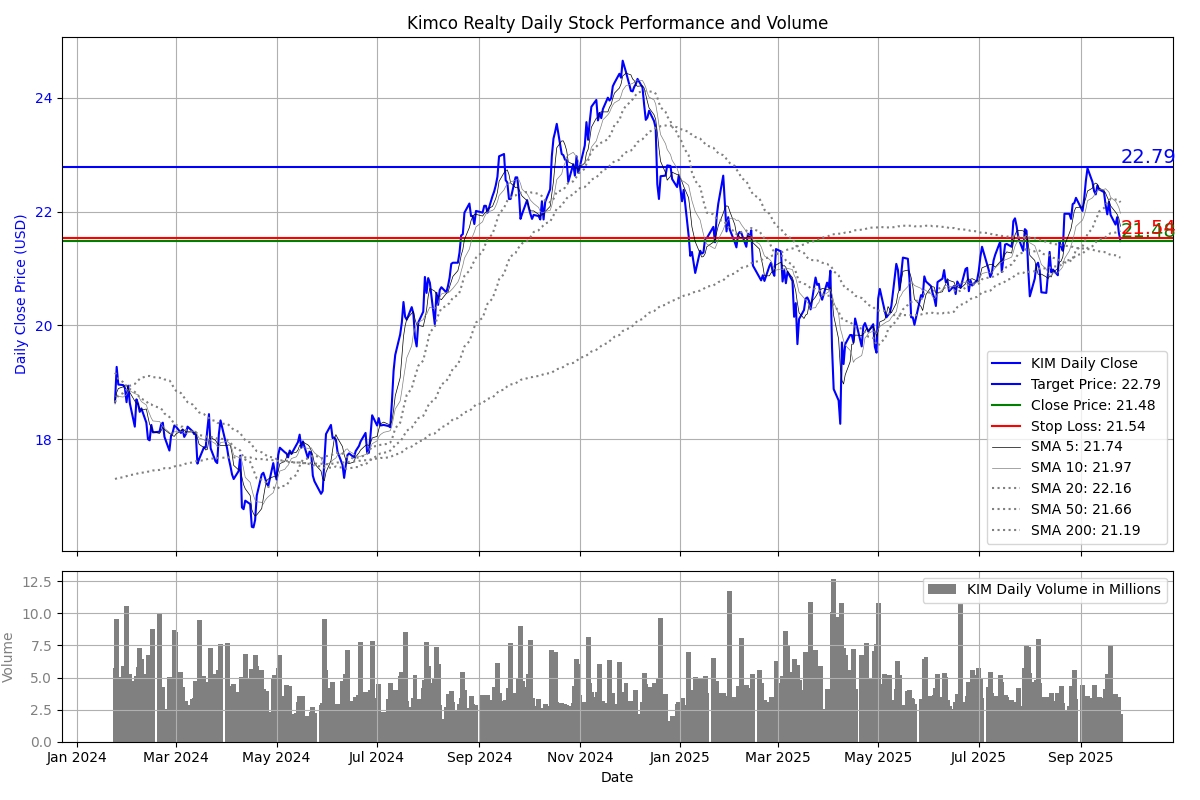 Kimco Realty Daily Stock Performance and Volume
Daily Close Price (USD)
24
22
20
18
22.79
21.54
21.48
KIM Daily Close
Target Price: 22.79
Close Price: 21.48
Stop Loss: 21.54
SMA 5: 21.74
SMA 10: 21.97
SMA 20: 22.16
SMA 50: 21.66
SMA 200: 21.19
Volume
12.5
10.0
7.5
5.0
2.5
0.0
KIM Daily Volume in Millions
Jan 2024 Mar 2024 May 2024 Jul 2024 Sep 2024 Nov 2024 Jan 2025 Mar 2025 May 2025 Jul 2025 Sep 2025
Date